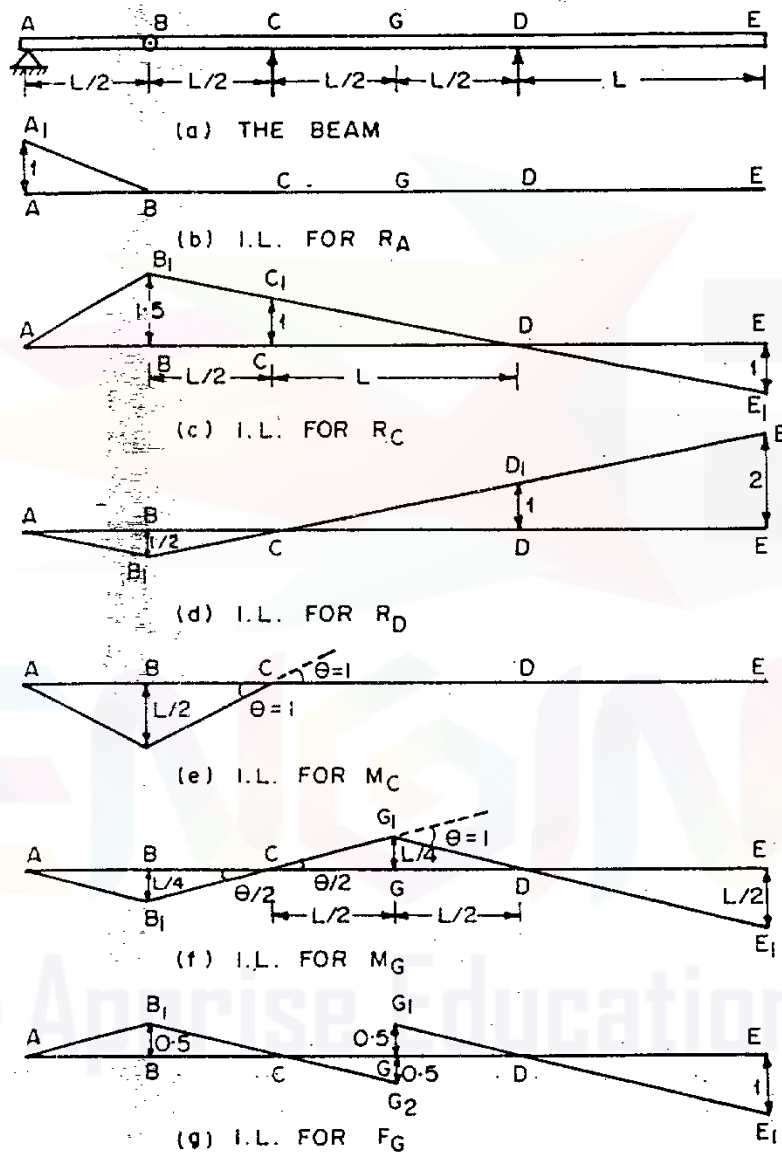 A B C G D E
L/2 L/2 L/2 L/2 L
(a) THE BEAM
A1
1
A B C G D E
(b) I.L. FOR RA
B1 C1
A 1.5 1 D E
B C 1
L/2 L E1
(c) I.L. FOR RC
D1
A B 1 2
1/2 C D E
B1
(d) I.L. FOR RD
A B C θ=1 D E
L/2 θ=1
(e) I.L. FOR MC
G1 θ=1
A B C L/4 E
L/4 θ/2 θ/2 G D L/2
B1 L/2 L/2 E1
(f) I.L. FOR MG
B1 G1
A 0.5 0.5 E
B C G 0.5 D 1
G2 E1
(g) I.L. FOR FG
Apprise Education